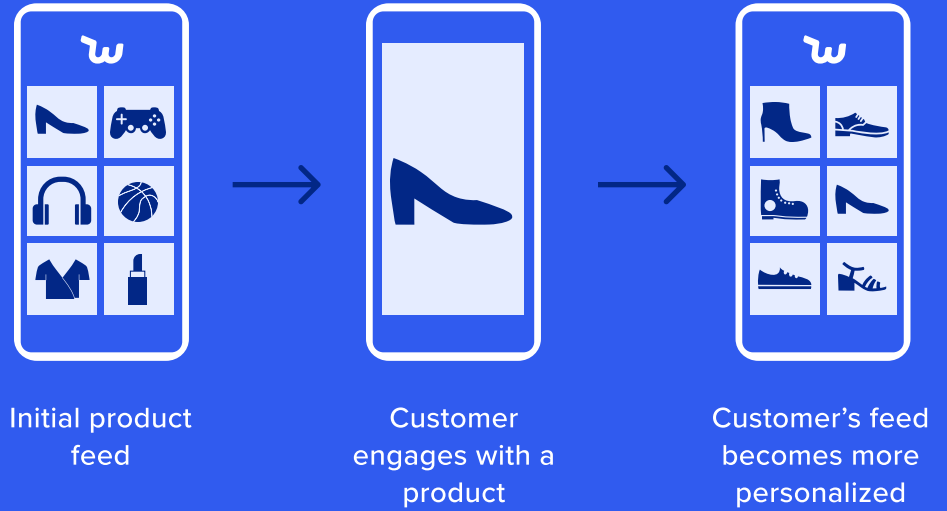 Initial product
feed
Customer
engages with a
product
Customer’s feed
becomes more
personalized